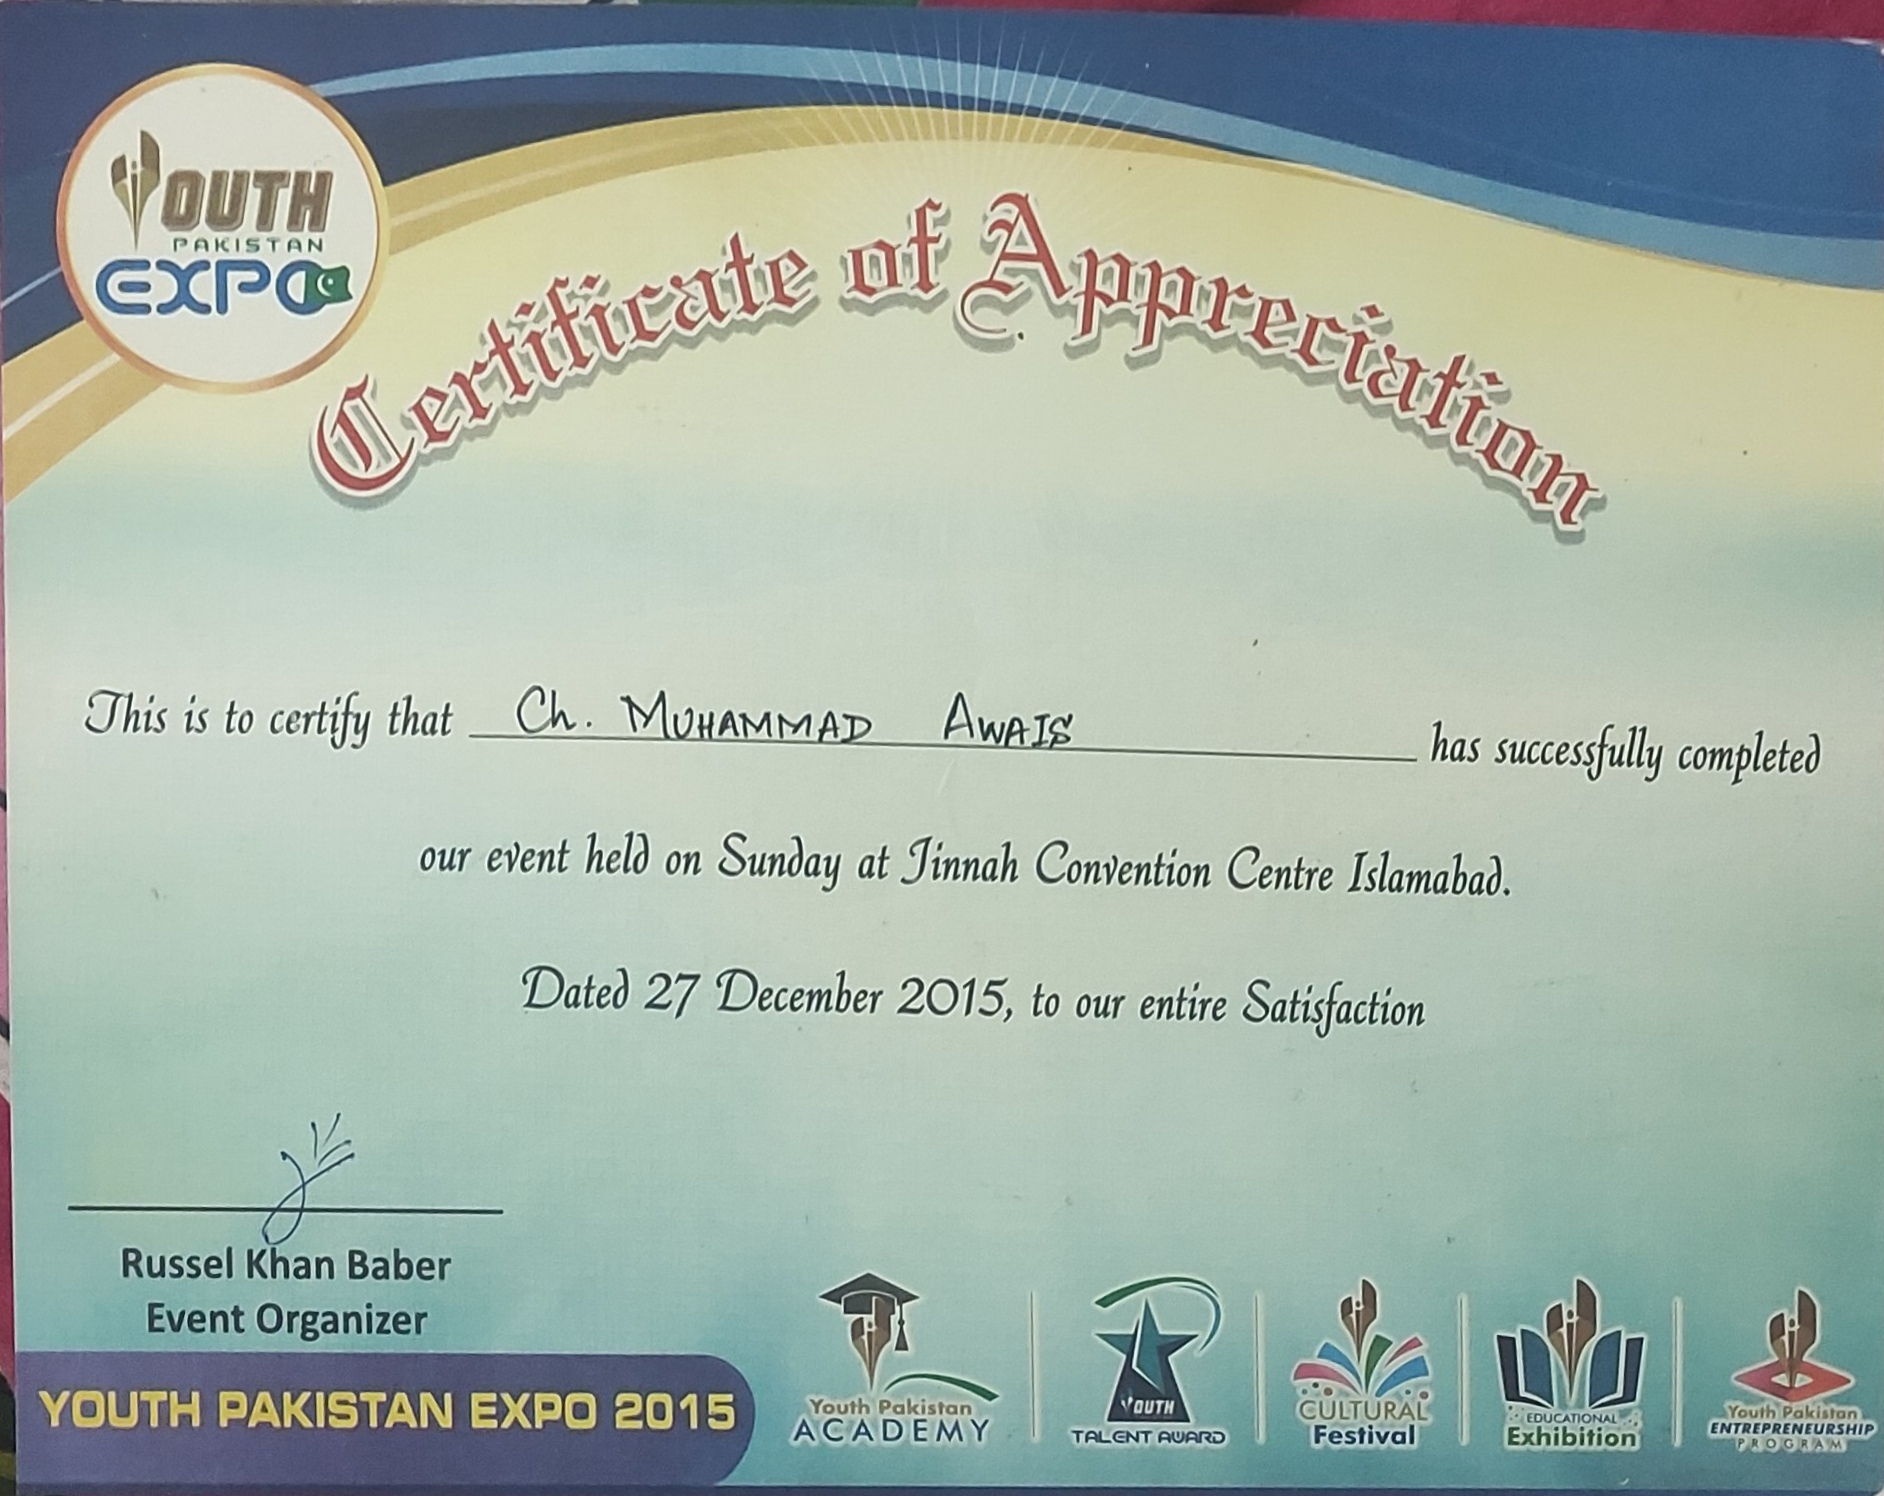 YOUTH
PAKISTAN
EXPO
Certificate of Appreciation
This is to certify that Ch. MUHAMMAD AWAIS has successfully completed
our event held on Sunday at Jinnah Convention Centre Islamabad.
Dated 27 December 2015, to our entire Satisfaction
Russel Khan Baber
Event Organizer
YOUTH PAKISTAN EXPO 2015
Youth Pakistan
ACADEMY
YOUTH
TALENT AWARD
CULTURAL
Festival
EDUCATIONAL
Exhibition
Youth Pakistan
ENTREPRENEURSHIP
PROGRAM